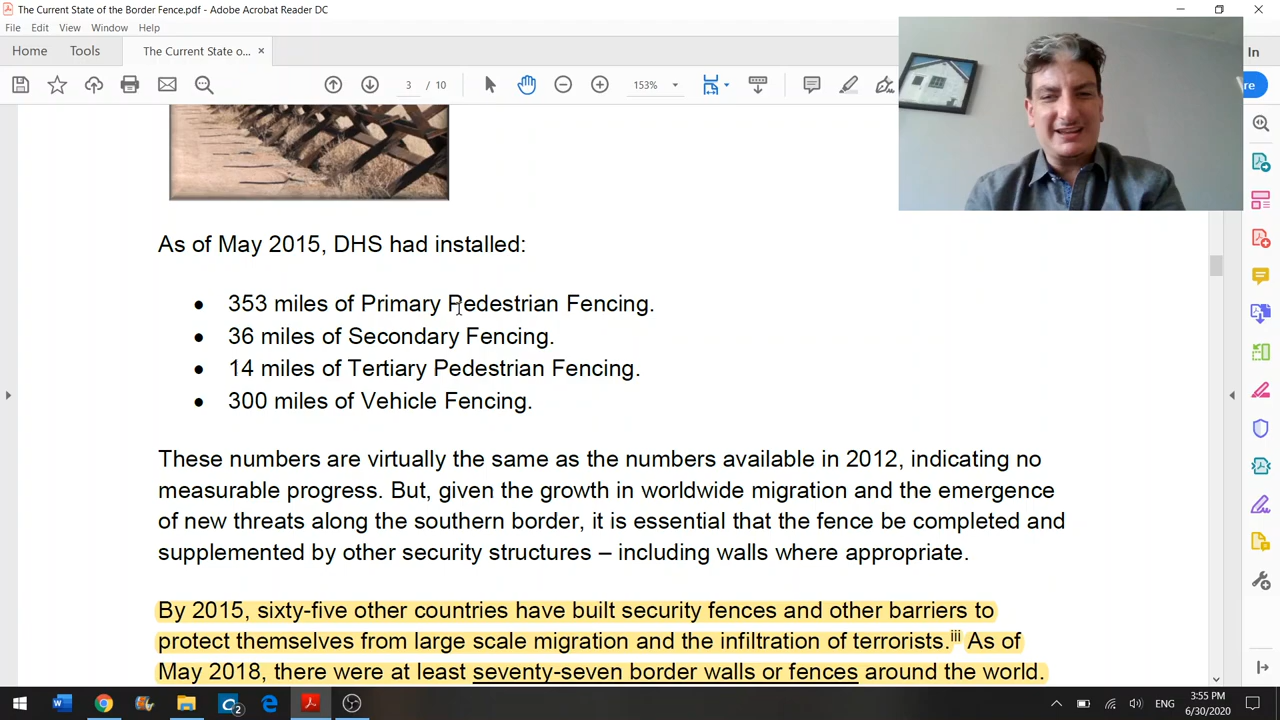 The Current State of the Border Fence.pdf - Adobe Acrobat Reader DC
File Edit View Window Help
Home Tools The Current State o... × In
3 / 10 153% re
As of May 2015, DHS had installed:
• 353 miles of Primary Pedestrian Fencing.
• 36 miles of Secondary Fencing.
• 14 miles of Tertiary Pedestrian Fencing.
• 300 miles of Vehicle Fencing.
These numbers are virtually the same as the numbers available in 2012, indicating no
measurable progress. But, given the growth in worldwide migration and the emergence
of new threats along the southern border, it is essential that the fence be completed and
supplemented by other security structures – including walls where appropriate.
By 2015, sixty-five other countries have built security fences and other barriers to
protect themselves from large scale migration and the infiltration of terrorists.iii As of
May 2018, there were at least seventy-seven border walls or fences around the world.
ENG 3:55 PM
6/30/2020